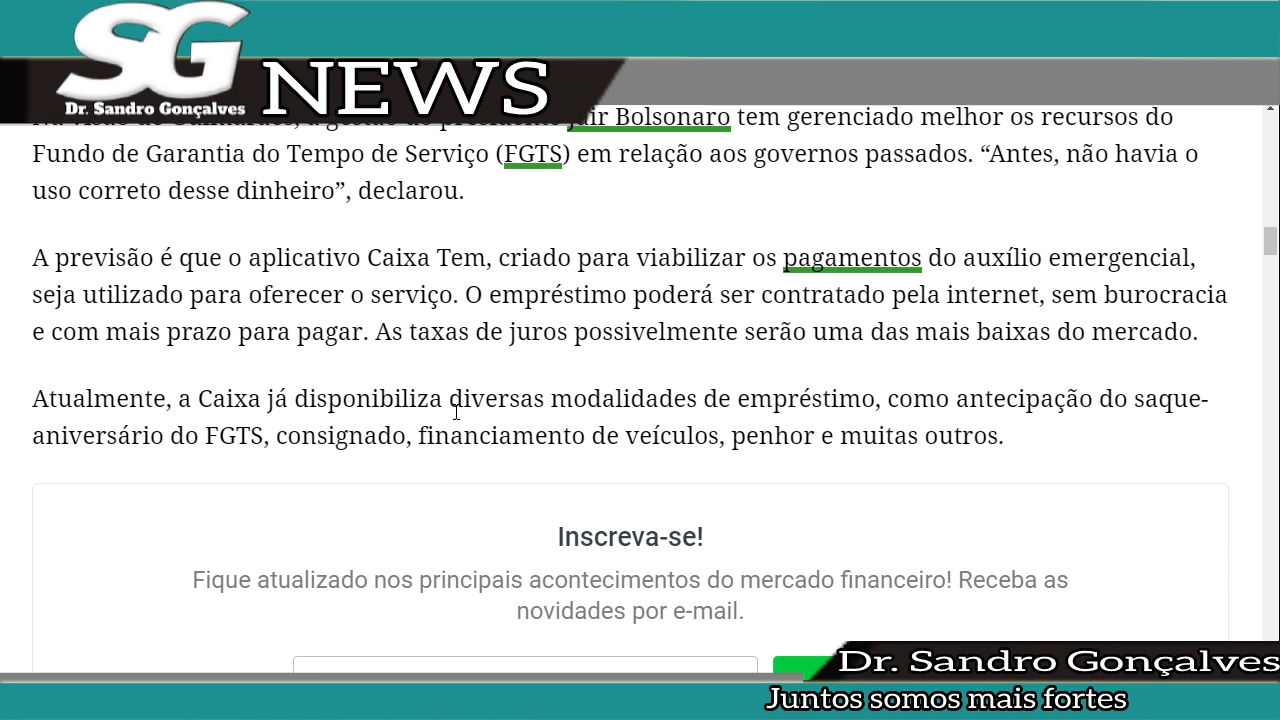 SG
Dr. Sandro Gonçalves
NEWS
Jair Bolsonaro tem gerenciado melhor os recursos do
Fundo de Garantia do Tempo de Serviço (FGTS) em relação aos governos passados. “Antes, não havia o
uso correto desse dinheiro”, declarou.
A previsão é que o aplicativo Caixa Tem, criado para viabilizar os pagamentos do auxílio emergencial,
seja utilizado para oferecer o serviço. O empréstimo poderá ser contratado pela internet, sem burocracia
e com mais prazo para pagar. As taxas de juros possivelmente serão uma das mais baixas do mercado.
Atualmente, a Caixa já disponibiliza diversas modalidades de empréstimo, como antecipação do saque-
aniversário do FGTS, consignado, financiamento de veículos, penhor e muitas outros.
Inscreva-se!
Fique atualizado nos principais acontecimentos do mercado financeiro! Receba as
novidades por e-mail.
Dr. Sandro Gonçalves
Juntos somos mais fortes